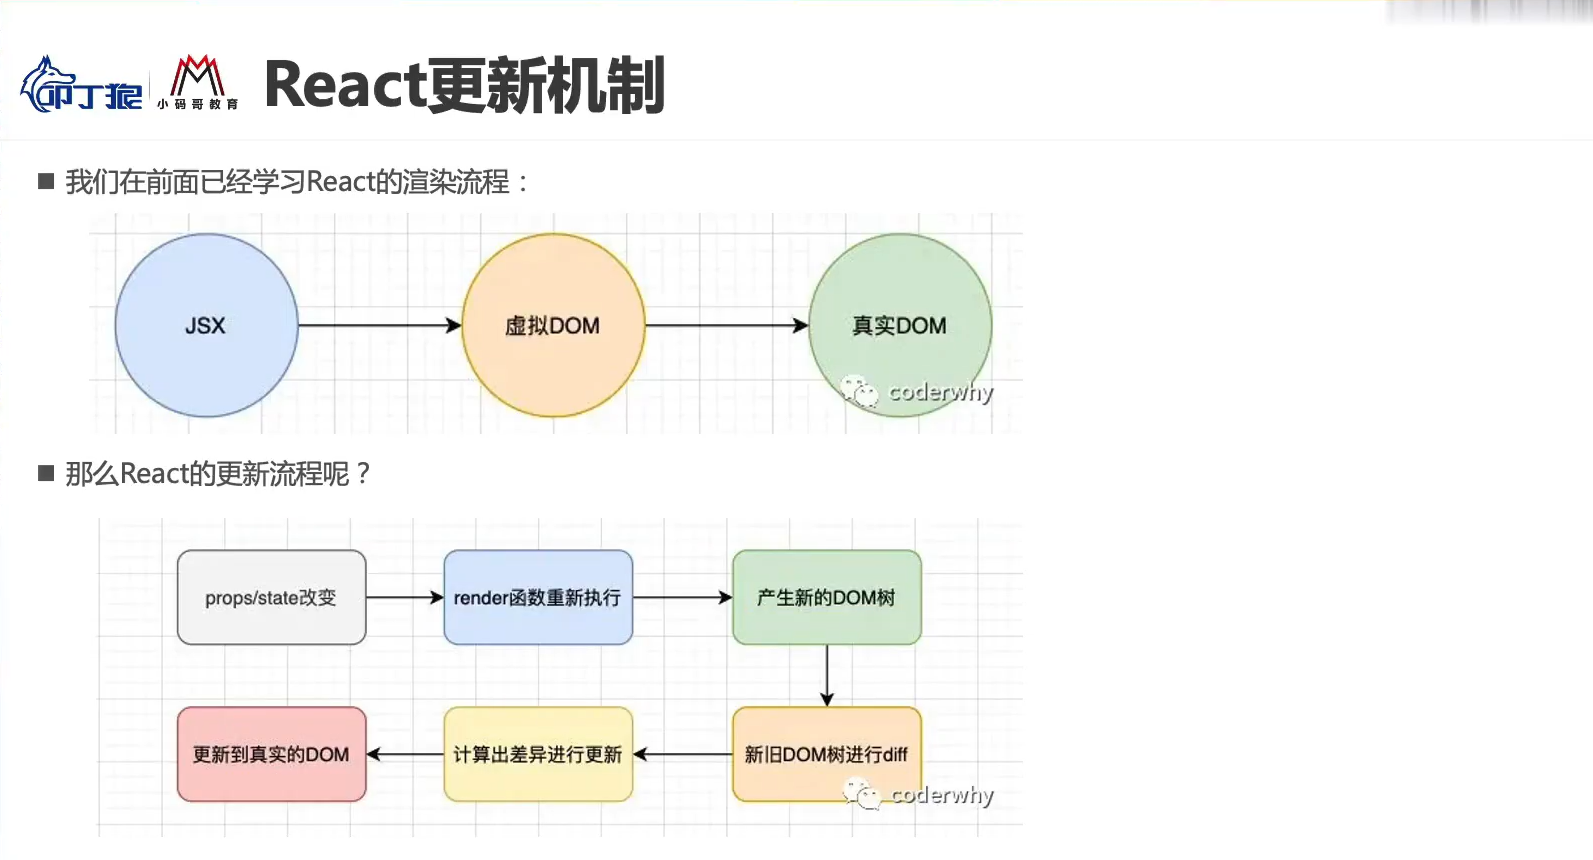 叩丁狼
小码哥教育
React更新机制
我们在前面已经学习React的渲染流程：
JSX
虚拟DOM
真实DOM
coderwhy
那么React的更新流程呢？
props/state改变
render函数重新执行
产生新的DOM树
更新到真实的DOM
计算出差异进行更新
新旧DOM树进行diff
coderwhy